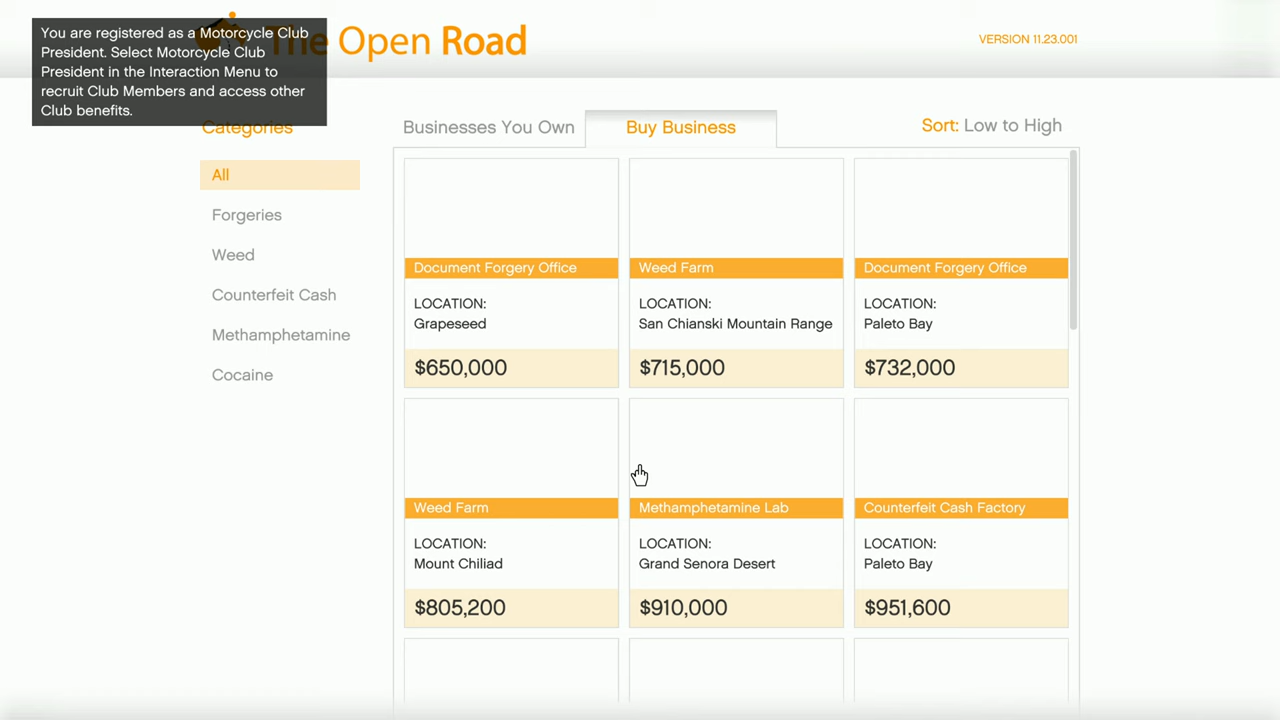 You are registered as a Motorcycle Club
President. Select Motorcycle Club
President in the Interaction Menu to
recruit Club Members and access other
Club benefits.
The Open Road
VERSION 11.23.001
Categories
All
Forgeries
Weed
Counterfeit Cash
Methamphetamine
Cocaine
Businesses You Own
Buy Business
Sort: Low to High
Document Forgery Office
LOCATION:
Grapeseed
$650,000
Weed Farm
LOCATION:
San Chianski Mountain Range
$715,000
Document Forgery Office
LOCATION:
Paleto Bay
$732,000
Weed Farm
LOCATION:
Mount Chiliad
$805,200
Methamphetamine Lab
LOCATION:
Grand Senora Desert
$910,000
Counterfeit Cash Factory
LOCATION:
Paleto Bay
$951,600